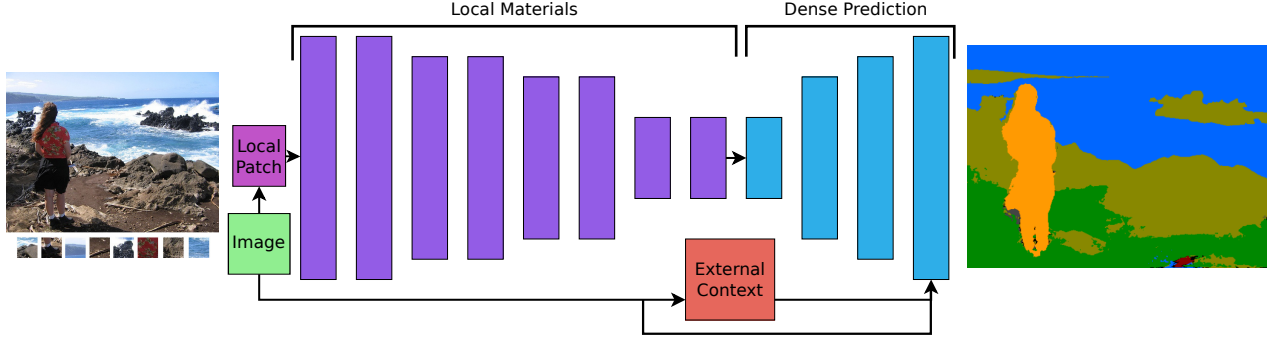 Local Materials
Dense Prediction
Local
Patch
Image
External
Context